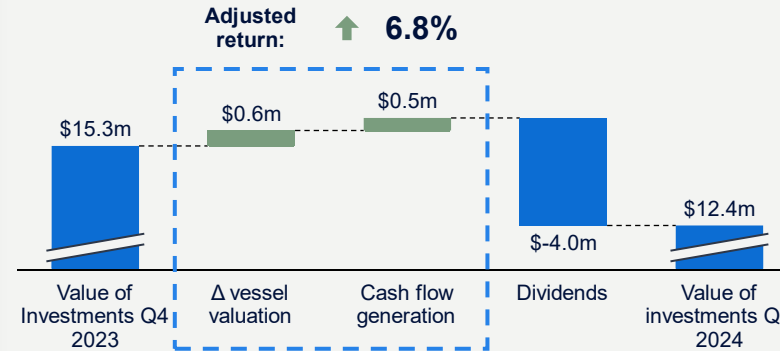 Adjusted
return:
6.8%
$15.3m
$0.6m
$0.5m
$-4.0m
$12.4m
Value of
Investments Q4
2023
Δ vessel
valuation
Cash flow
generation
Dividends
Value of
investments Q
2024